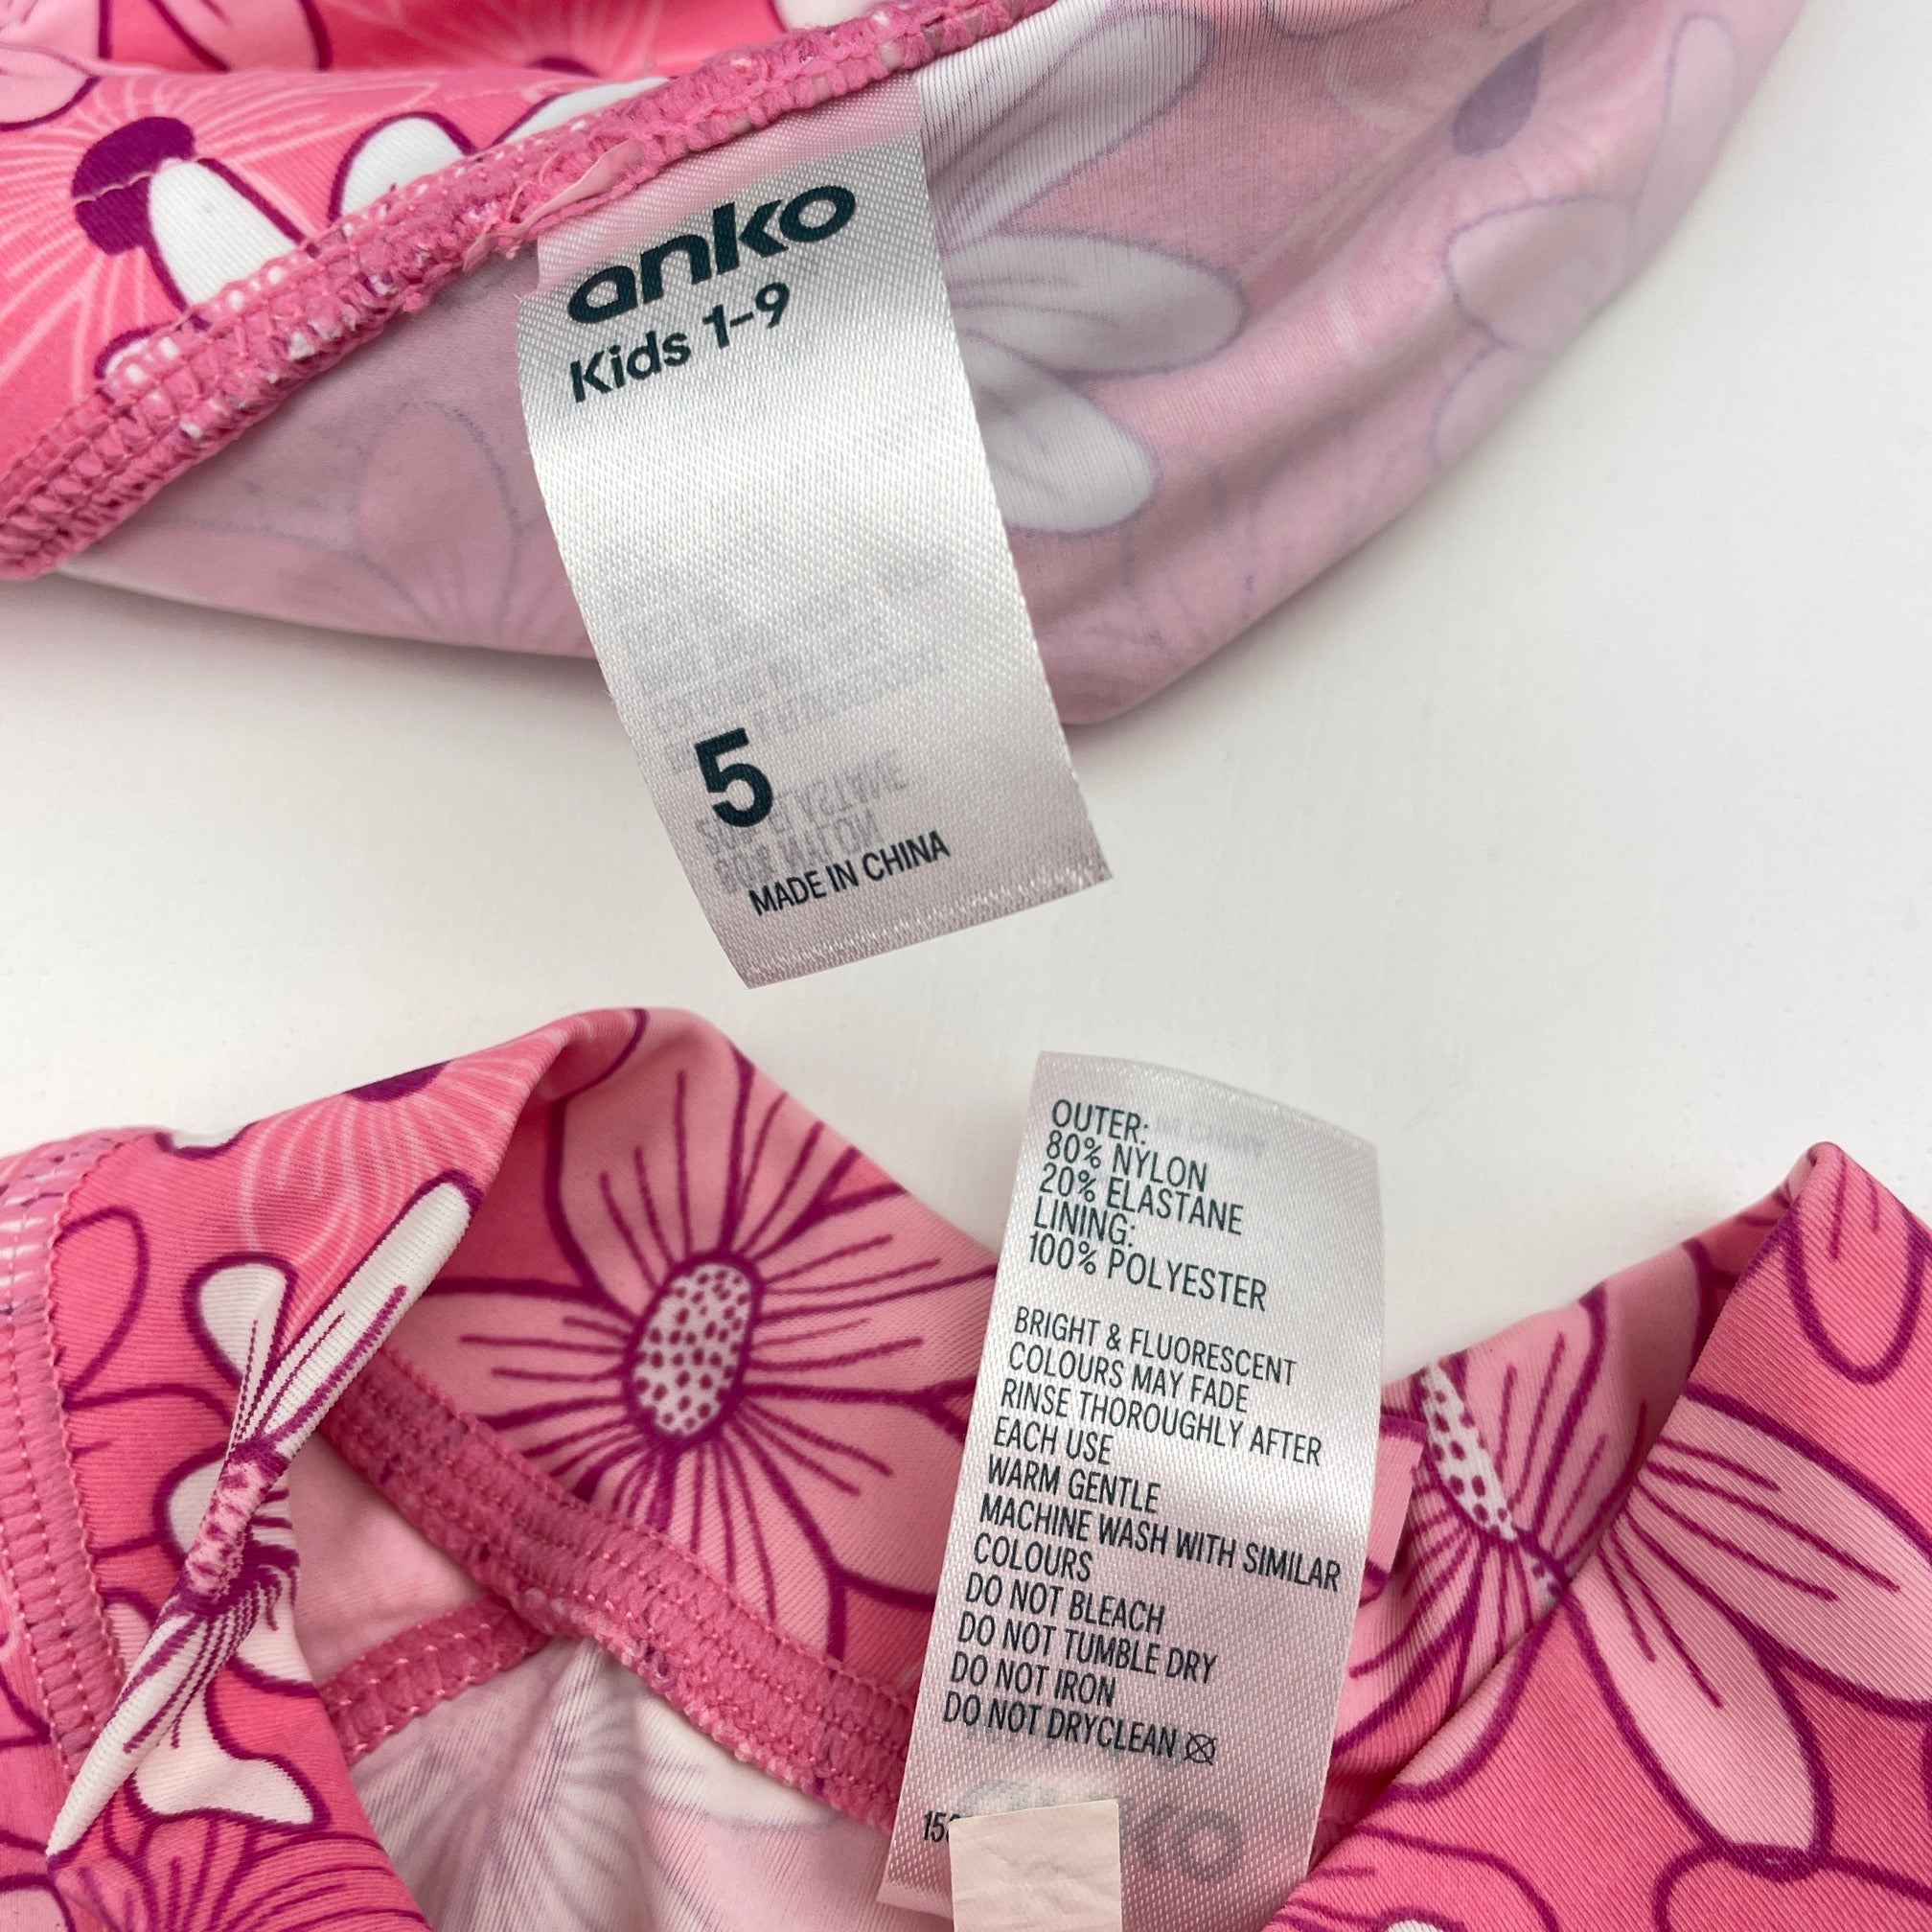 anko
Kids 1-9
5
MADE IN CHINA
OUTER:
80% NYLON
20% ELASTANE
LINING:
100% POLYESTER
BRIGHT & FLUORESCENT
COLOURS MAY FADE
RINSE THOROUGHLY AFTER
EACH USE
WARM GENTLE
MACHINE WASH WITH SIMILAR
COLOURS
DO NOT BLEACH
DO NOT TUMBLE DRY
DO NOT IRON
DO NOT DRYCLEAN